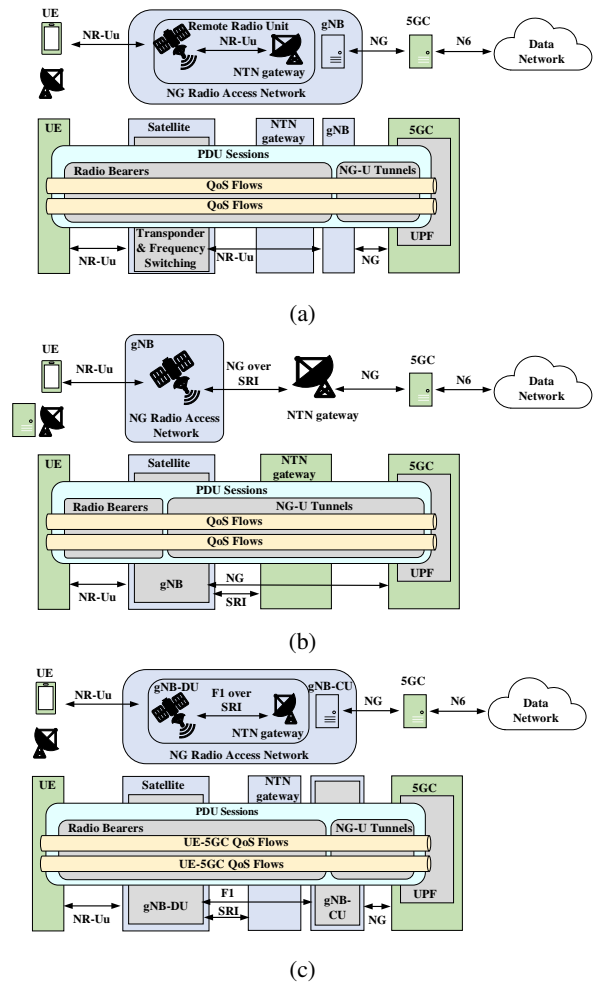 UE
NR-Uu
Remote Radio Unit
NR-Uu
NTN gateway
gNB
NG Radio Access Network
NG
5GC
N6
Data
Network
UE
Satellite
NTN
gateway
gNB
5GC
PDU Sessions
Radio Bearers
NG-U Tunnels
QoS Flows
QoS Flows
Transponder
& Frequency
Switching
UPF
NR-Uu
NR-Uu
NG
(a)
UE
NR-Uu
gNB
NG Radio Access
Network
NG over
SRI
NTN gateway
NG
5GC
N6
Data
Network
UE
Satellite
NTN
gateway
5GC
PDU Sessions
Radio Bearers
NG-U Tunnels
QoS Flows
QoS Flows
gNB
UPF
NR-Uu
NG
SRI
(b)
UE
NR-Uu
gNB-DU
F1 over
SRI
NTN gateway
gNB-CU
NG Radio Access Network
NG
5GC
N6
Data
Network
UE
Satellite
NTN
gateway
5GC
PDU Sessions
Radio Bearers
NG-U Tunnels
UE-5GC QoS Flows
UE-5GC QoS Flows
gNB-DU
F1
gNB-
CU
UPF
NR-Uu
SRI
NG
(c)